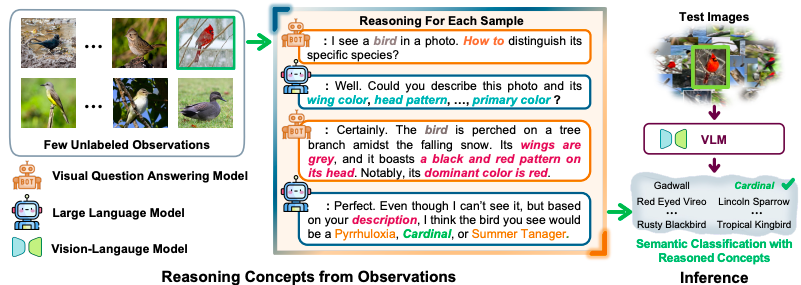 Few Unlabeled Observations
BOT Visual Question Answering Model
Large Language Model
Vision-Langauge Model
Reasoning For Each Sample
BOT : I see a bird in a photo. How to distinguish its
specific species?
: Well. Could you describe this photo and its
wing color, head pattern, ..., primary color ?
BOT : Certainly. The bird is perched on a tree
branch amidst the falling snow. Its wings are
grey, and it boasts a black and red pattern on
its head. Notably, its dominant color is red.
: Perfect. Even though I can't see it, but based
on your description, I think the bird you see would
be a Pyrrhuloxia, Cardinal, or Summer Tanager.
Reasoning Concepts from Observations
Test Images
VLM
Gadwall Cardinal
Red Eyed Vireo Lincoln Sparrow
... ...
Rusty Blackbird Tropical Kingbird
Semantic Classification with
Reasoned Concepts
Inference